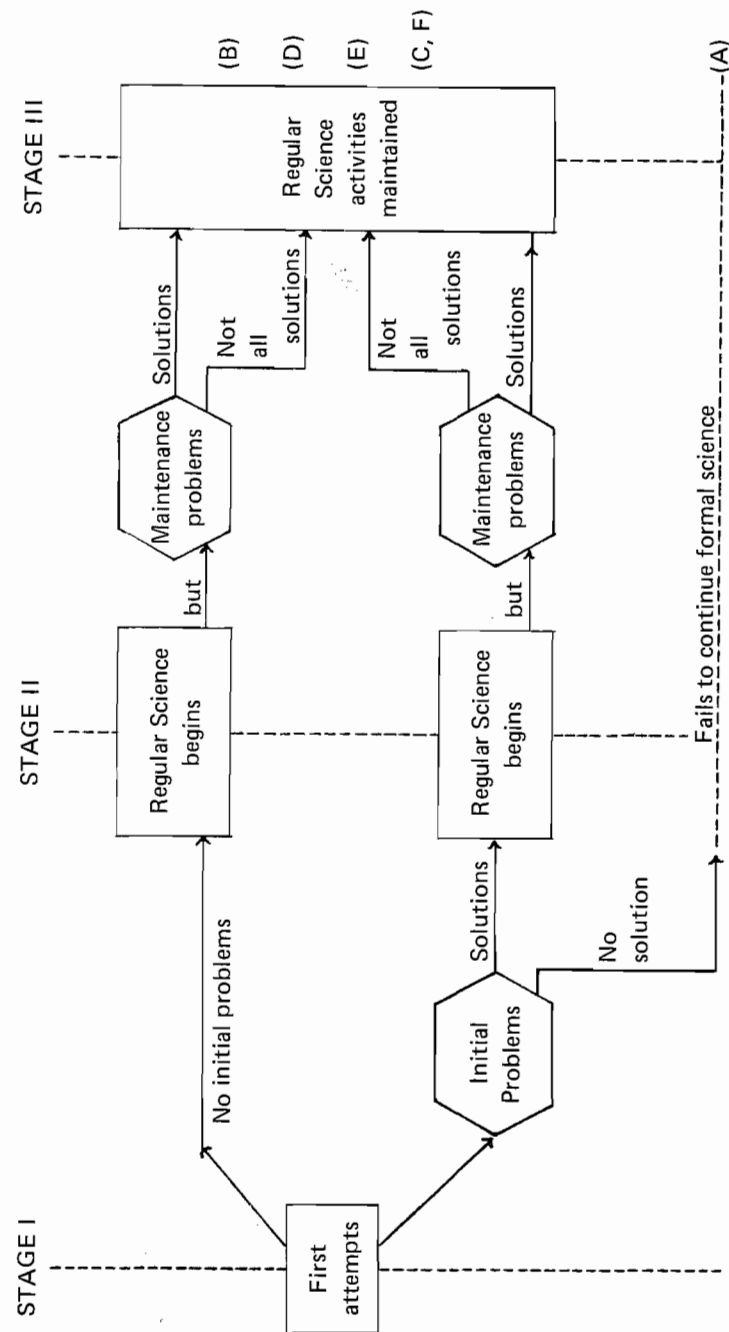 STAGE I
STAGE II
STAGE III
First
attempts
No initial problems
Initial
Problems
Solutions
No
solution
Regular Science
begins
but
Maintenance
problems
Solutions
Not
all
solutions
Regular Science
begins
but
Maintenance
problems
Not
all
solutions
Solutions
Regular
Science
activities
maintained
(B)
(D)
(E)
(C, F)
Fails to continue formal science
(A)